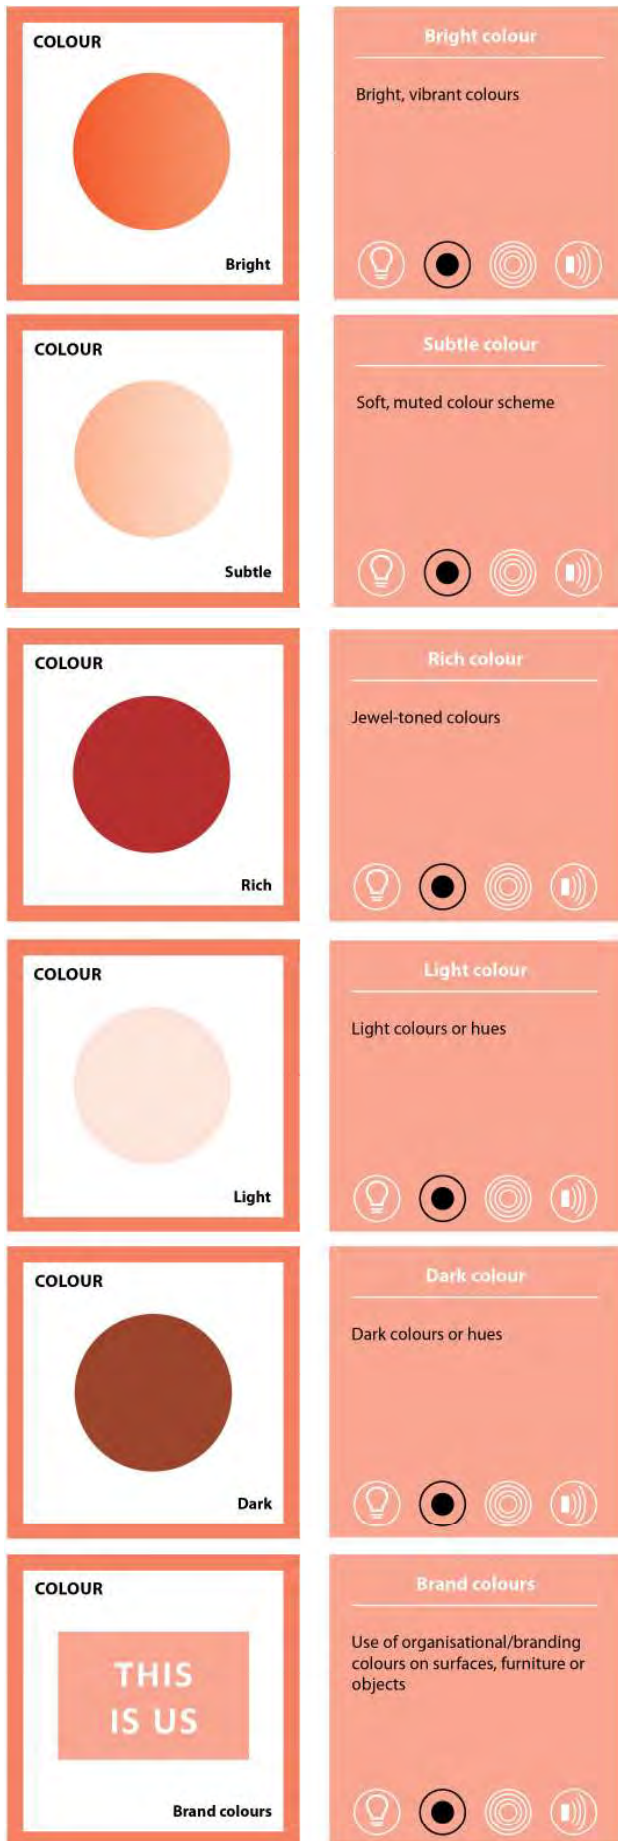 COLOUR
Bright
Bright colour
Bright, vibrant colours
COLOUR
Subtle
Subtle colour
Soft, muted colour scheme
COLOUR
Rich
Rich colour
Jewel-toned colours
COLOUR
Light
Light colour
Light colours or hues
COLOUR
Dark
Dark colour
Dark colours or hues
COLOUR
THIS
IS US
Brand colours
Brand colours
Use of organisational/branding
colours on surfaces, furniture or
objects